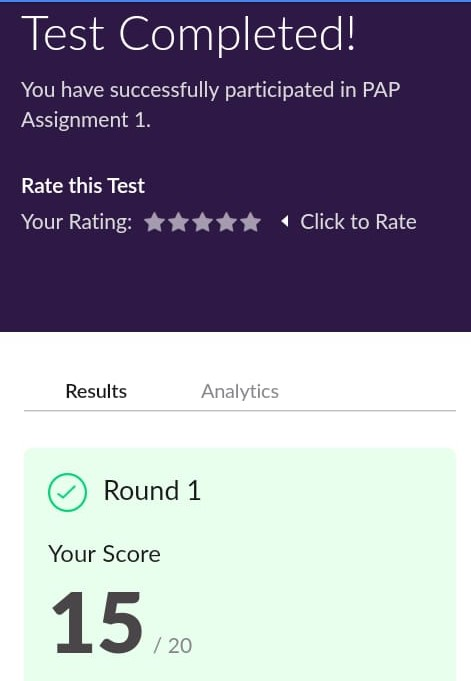 Test Completed!
You have successfully participated in PAP
Assignment 1.
Rate this Test
Your Rating: Click to Rate
Results Analytics
Round 1
Your Score
15 / 20